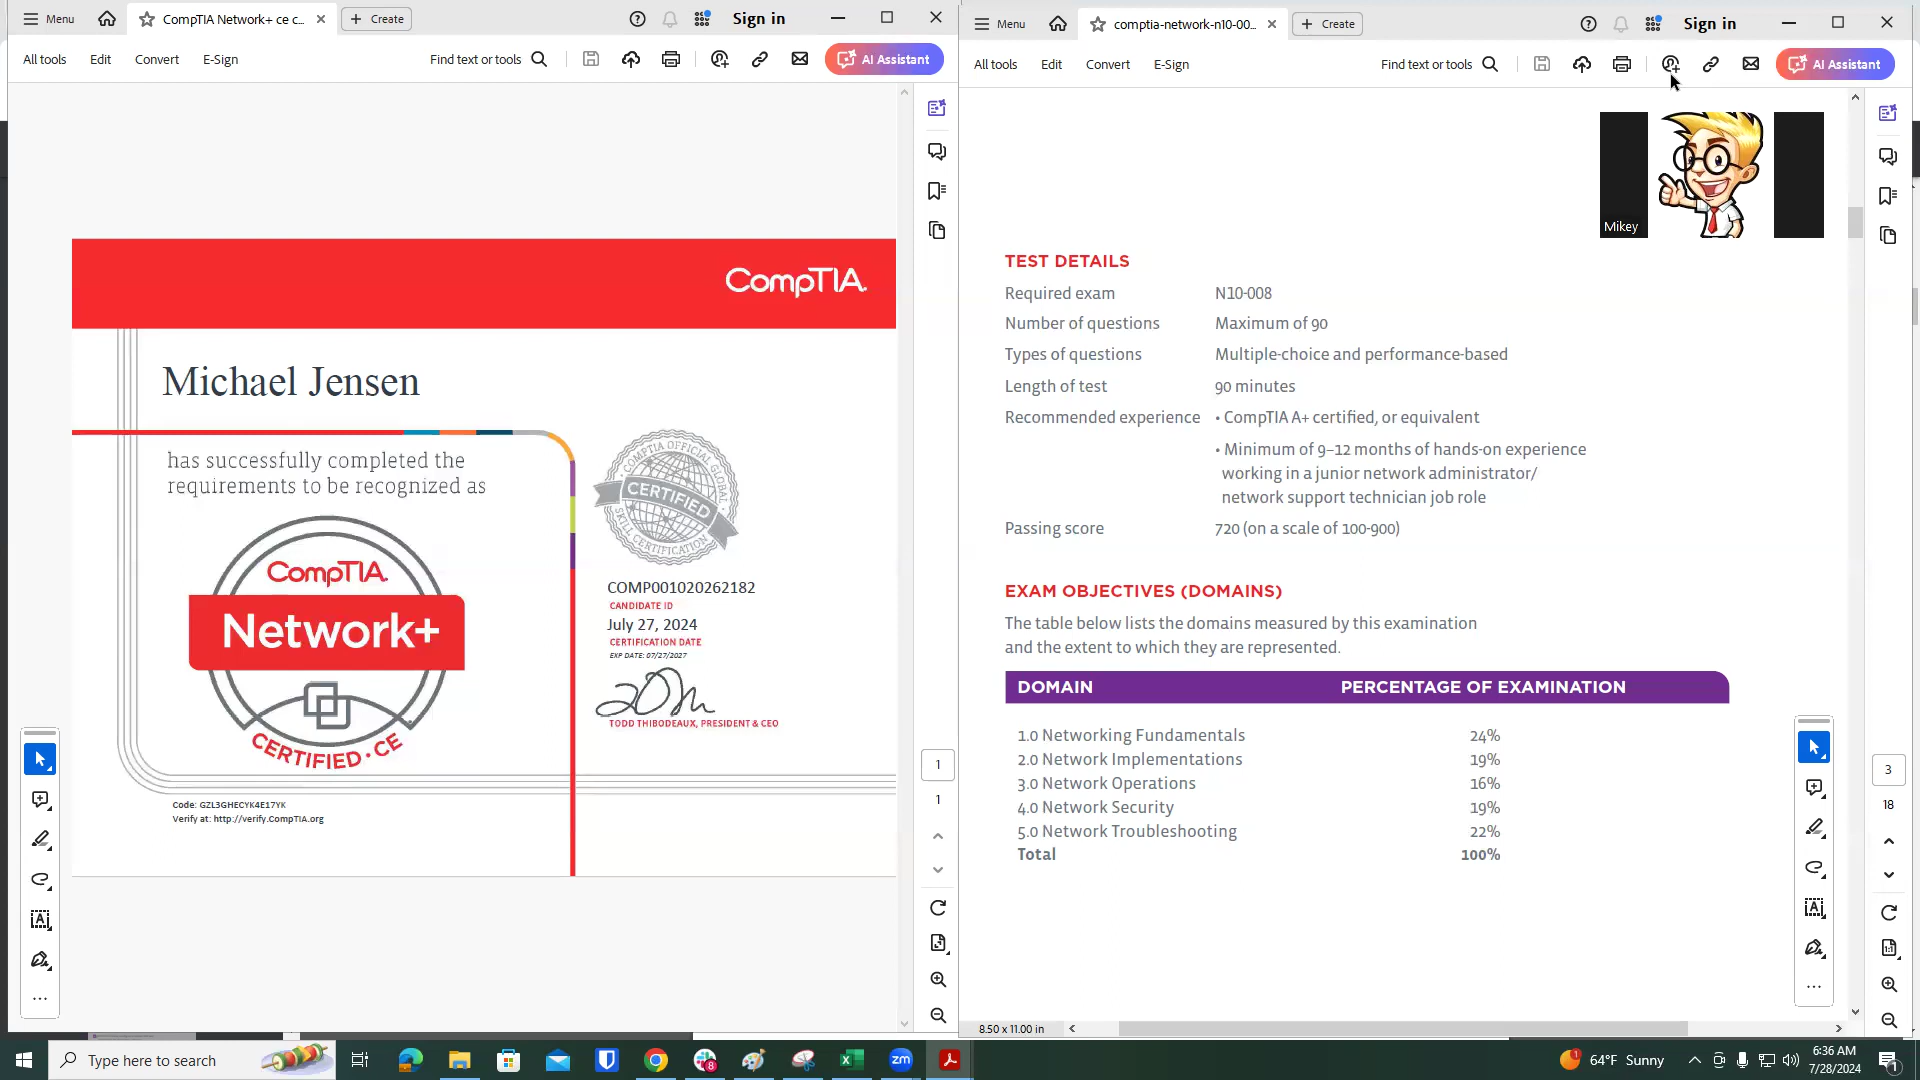 Menu
CompTIA Network+ ce c...
Create
Sign in
All tools
Edit
Convert
E-Sign
Find text or tools
AI Assistant
CompTIA.
Michael Jensen
has successfully completed the
requirements to be recognized as
CompTIA.
Network+
CERTIFIED · CE
COMPTIA OFFICIAL GLOBAL
CERTIFIED
SKILL CERTIFICATION
COMP001020262182
CANDIDATE ID
July 27, 2024
CERTIFICATION DATE
EXP DATE: 07/27/2027
TODD THIBODEAUX, PRESIDENT & CEO
Code: GZL3GHECYK4E17YK
Verify at: http://verify.CompTIA.org
1
1
Menu
comptia-network-n10-00...
Create
Sign in
All tools
Edit
Convert
E-Sign
Find text or tools
AI Assistant
Mikey
TEST DETAILS
Required exam N10-008
Number of questions Maximum of 90
Types of questions Multiple-choice and performance-based
Length of test 90 minutes
Recommended experience • CompTIA A+ certified, or equivalent
• Minimum of 9–12 months of hands-on experience
working in a junior network administrator/
network support technician job role
Passing score 720 (on a scale of 100-900)
EXAM OBJECTIVES (DOMAINS)
The table below lists the domains measured by this examination
and the extent to which they are represented.
DOMAIN PERCENTAGE OF EXAMINATION
1.0 Networking Fundamentals 24%
2.0 Network Implementations 19%
3.0 Network Operations 16%
4.0 Network Security 19%
5.0 Network Troubleshooting 22%
Total 100%
3
18
8.50 x 11.00 in
Type here to search
8
zm
1
64°F Sunny
6:36 AM
7/28/2024
1